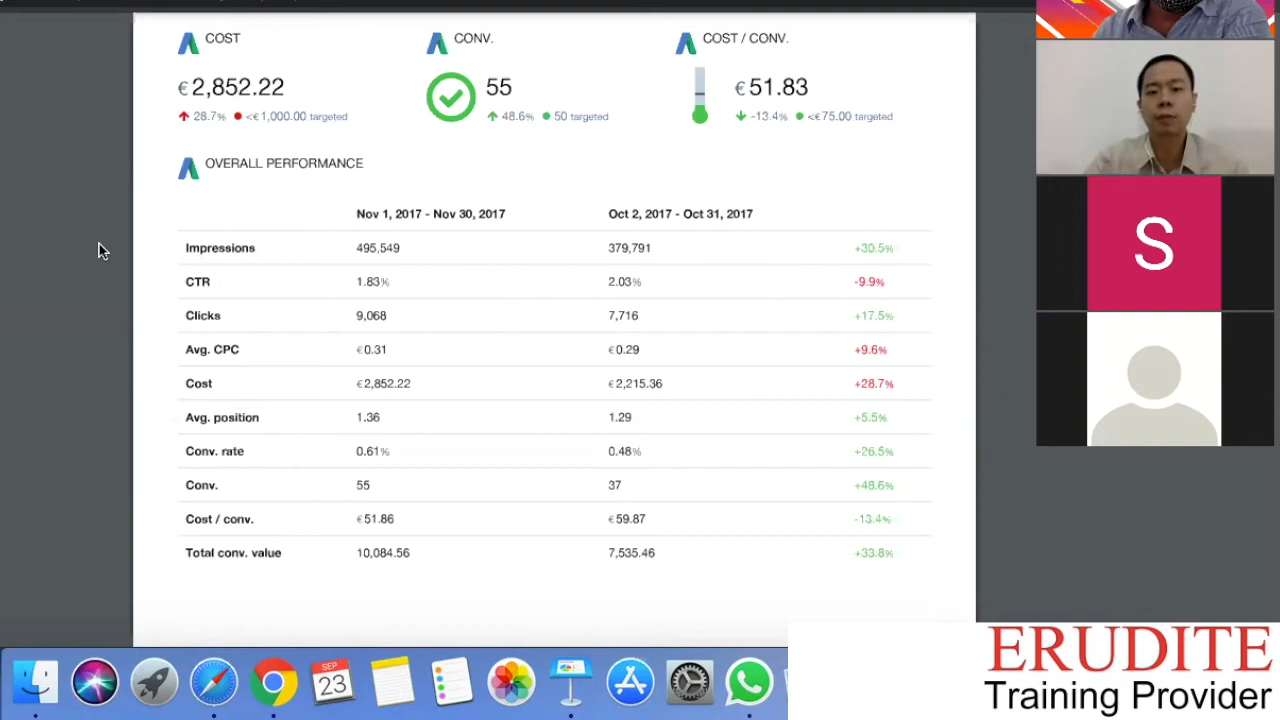 COST
CONV.
COST / CONV.
€ 2,852.22
55
€ 51.83
28.7% <€ 1,000.00 targeted
48.6% 50 targeted
-13.4% <€ 75.00 targeted
OVERALL PERFORMANCE
Nov 1, 2017 - Nov 30, 2017 Oct 2, 2017 - Oct 31, 2017
Impressions 495,549 379,791 +30.5%
CTR 1.83% 2.03% -9.9%
Clicks 9,068 7,716 +17.5%
Avg. CPC € 0.31 € 0.29 +9.6%
Cost € 2,852.22 € 2,215.36 +28.7%
Avg. position 1.36 1.29 +5.5%
Conv. rate 0.61% 0.48% +26.5%
Conv. 55 37 +48.6%
Cost / conv. € 51.86 € 59.87 -13.4%
Total conv. value 10,084.56 7,535.46 +33.8%
S
SEP
23
ERUDITE
Training Provider